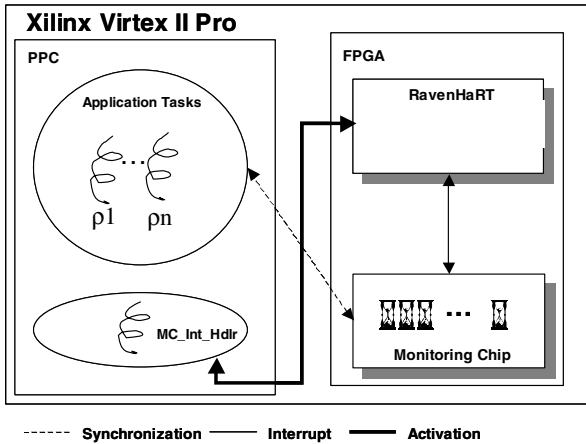 Xilinx Virtex II Pro
PPC
Application Tasks
...
ρ1 ρn
MC_Int_Hdlr
FPGA
RavenHaRT
...
Monitoring Chip
Synchronization Interrupt Activation